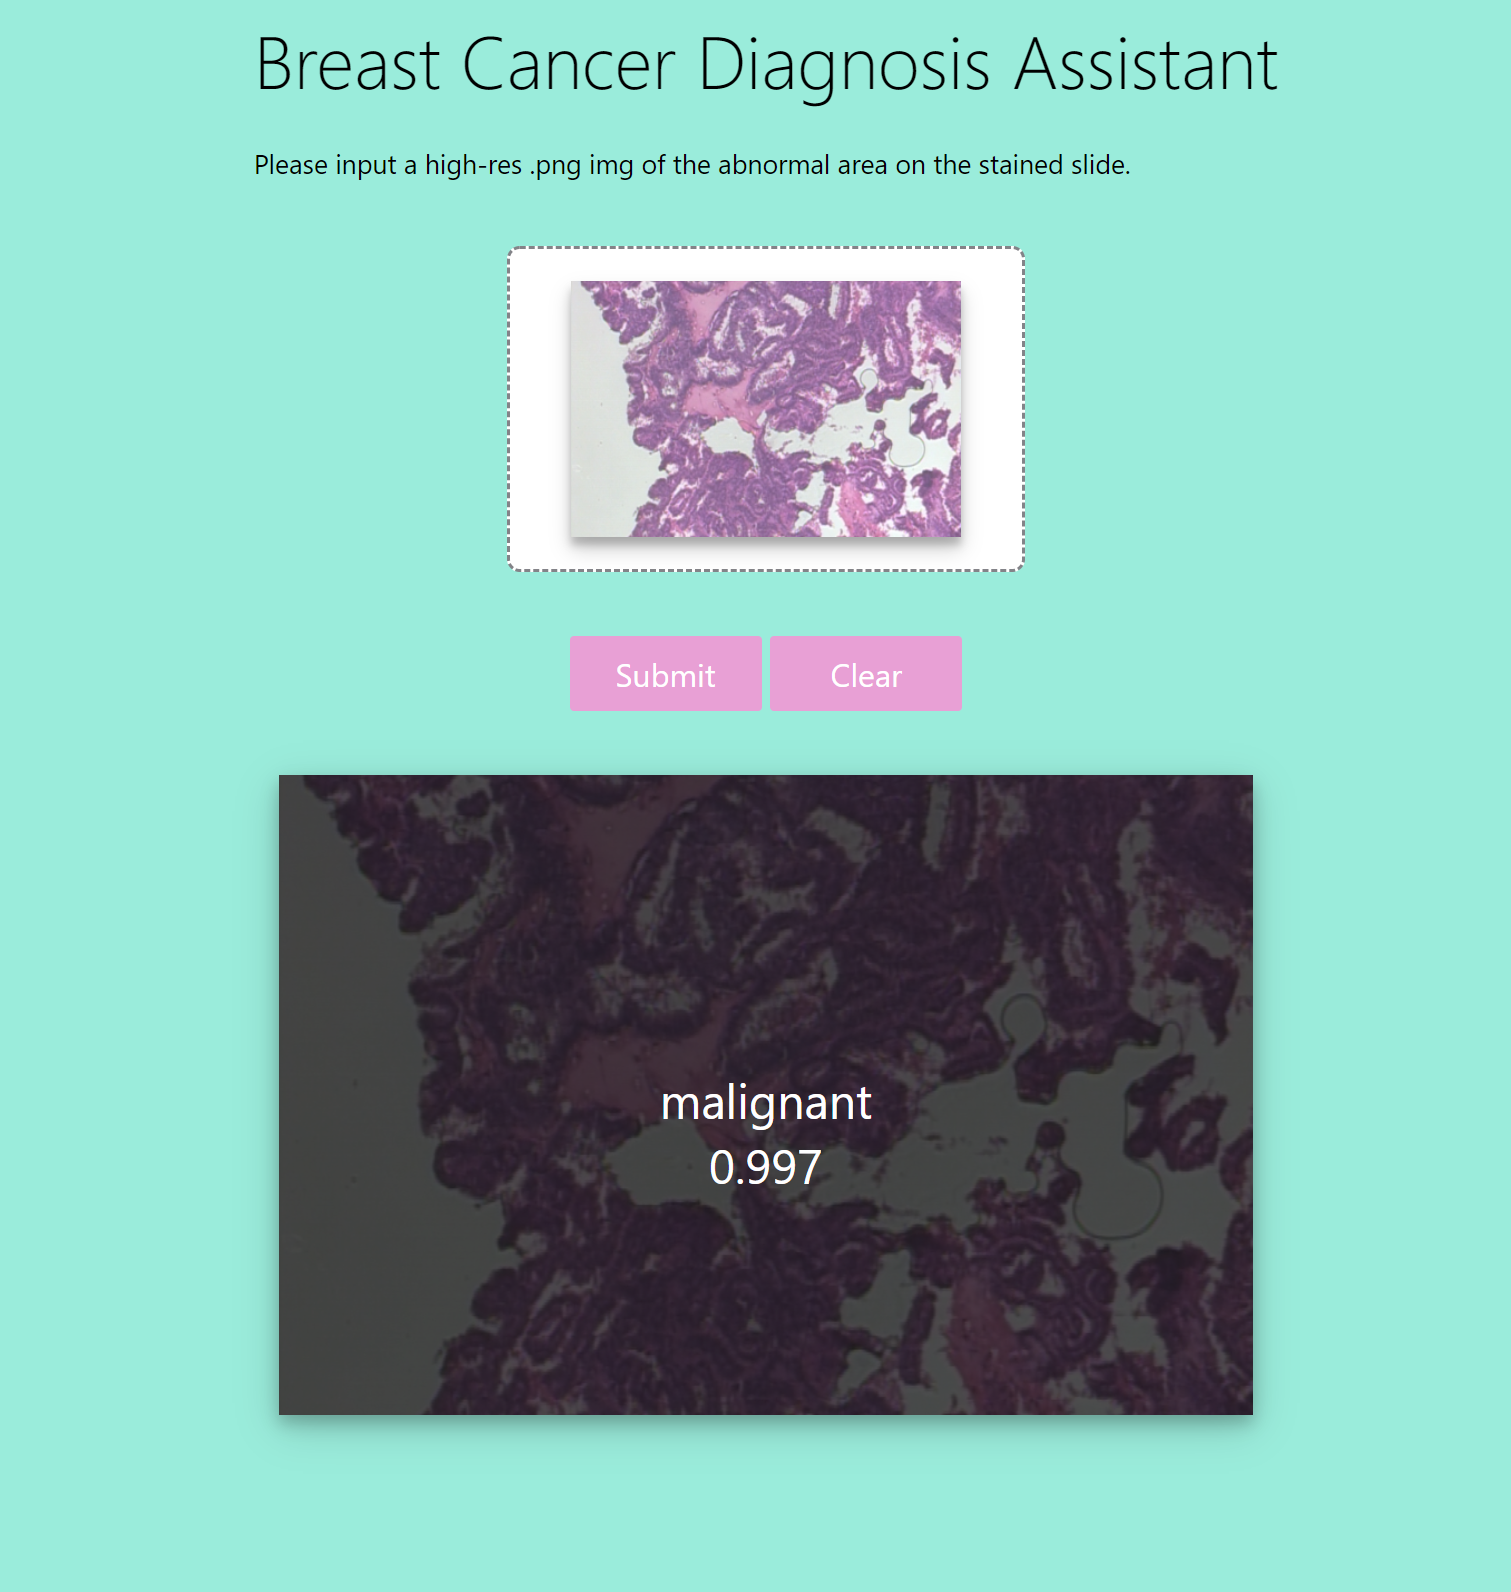 Breast Cancer Diagnosis Assistant
Please input a high-res .png img of the abnormal area on the stained slide.
Submit Clear
malignant
0.997